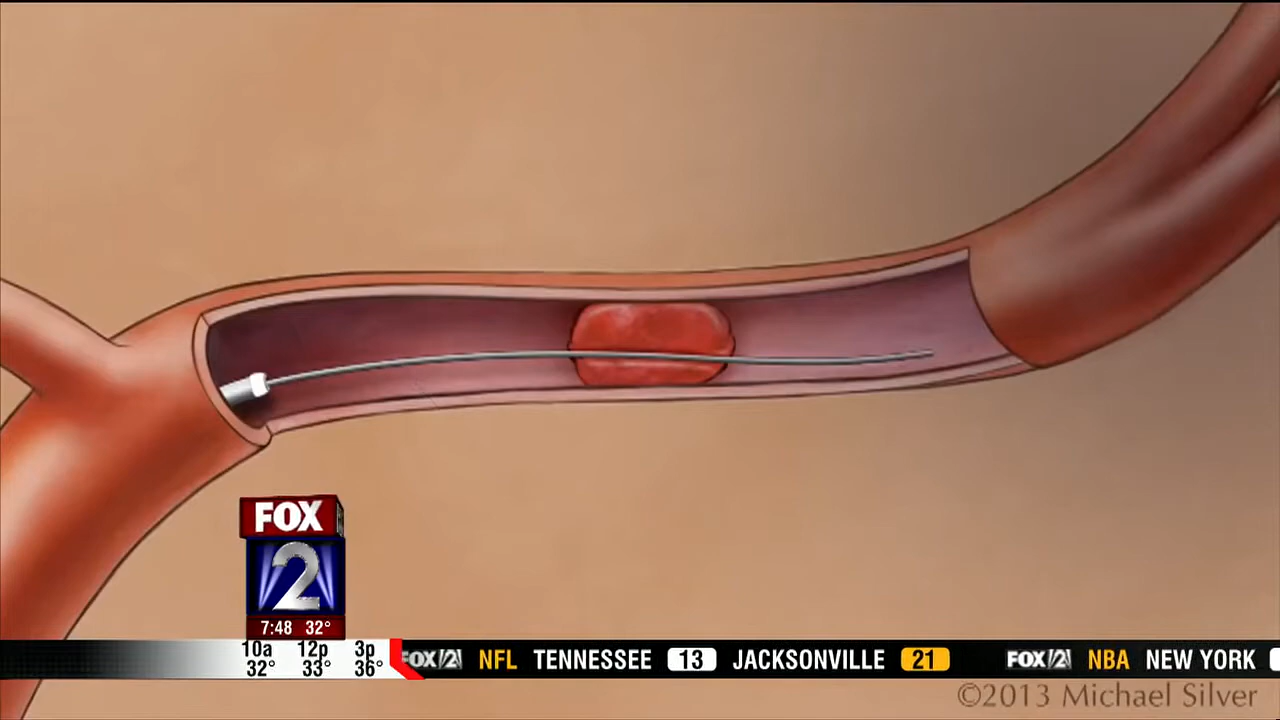 FOX
2
7:48 32°
10a 12p 3p
32° 33° 36°
FOX 2 NFL TENNESSEE 13 JACKSONVILLE 21 FOX 2 NBA NEW YORK
©2013 Michael Silver